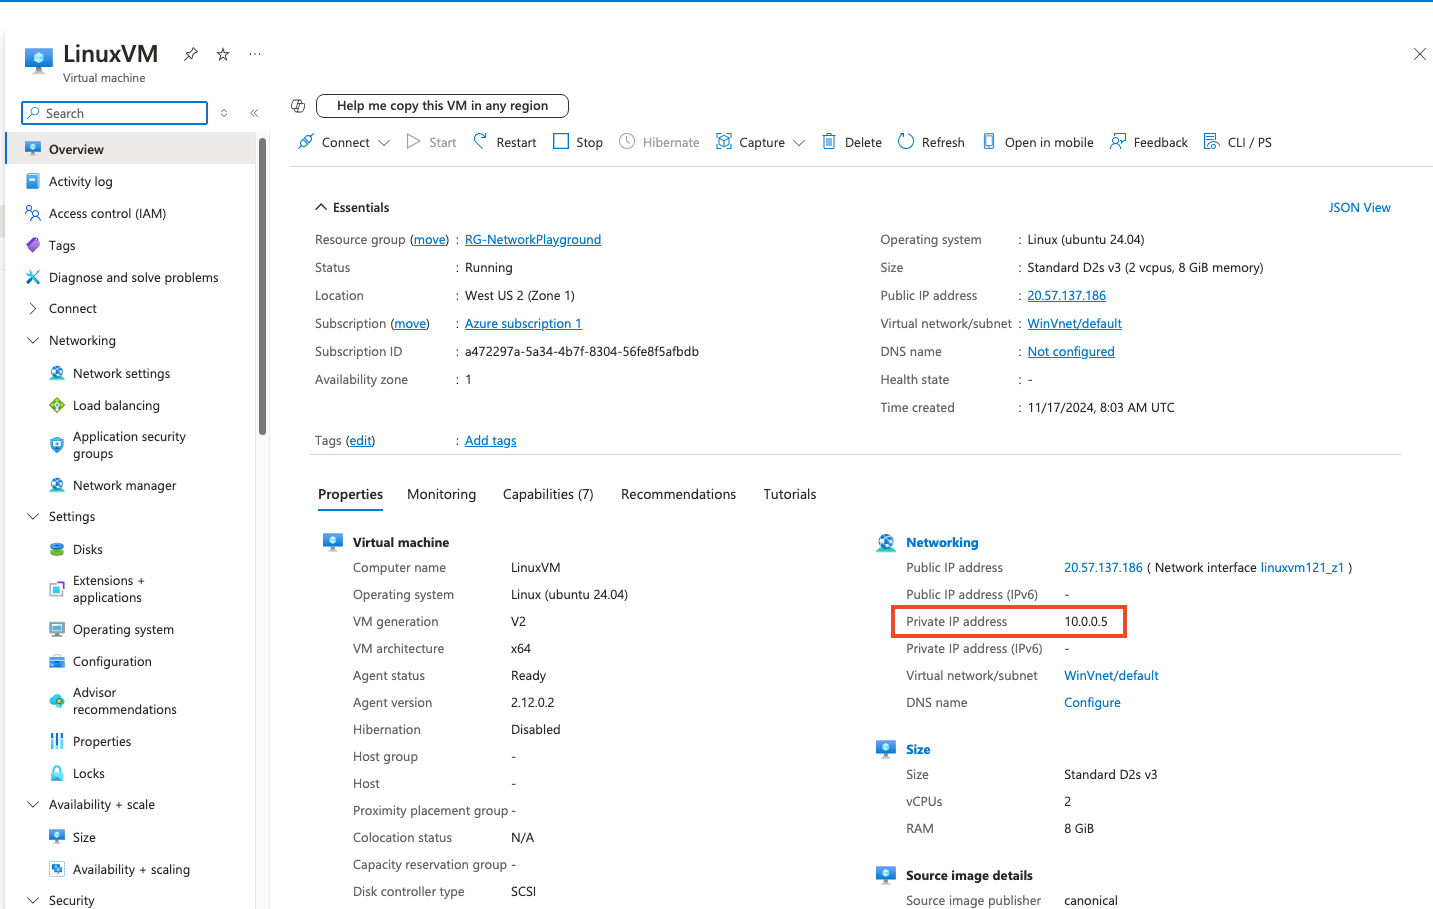 LinuxVM
Virtual machine
Search
Overview
Activity log
Access control (IAM)
Tags
Diagnose and solve problems
Connect
Networking
Network settings
Load balancing
Application security
groups
Network manager
Settings
Disks
Extensions +
applications
Operating system
Configuration
Advisor
recommendations
Properties
Locks
Availability + scale
Size
Availability + scaling
Security
Help me copy this VM in any region
Connect Start Restart Stop Hibernate Capture Delete Refresh Open in mobile Feedback CLI / PS
Essentials
JSON View
Resource group (move) : RG-NetworkPlayground
Status : Running
Location : West US 2 (Zone 1)
Subscription (move) : Azure subscription 1
Subscription ID : a472297a-5a34-4b7f-8304-56fe8f5afbdb
Availability zone : 1
Operating system : Linux (ubuntu 24.04)
Size : Standard D2s v3 (2 vcpus, 8 GiB memory)
Public IP address : 20.57.137.186
Virtual network/subnet : WinVnet/default
DNS name : Not configured
Health state : -
Time created : 11/17/2024, 8:03 AM UTC
Tags (edit) : Add tags
Properties Monitoring Capabilities (7) Recommendations Tutorials
Virtual machine
Computer name LinuxVM
Operating system Linux (ubuntu 24.04)
VM generation V2
VM architecture x64
Agent status Ready
Agent version 2.12.0.2
Hibernation Disabled
Host group -
Host -
Proximity placement group -
Colocation status N/A
Capacity reservation group -
Disk controller type SCSI
Networking
Public IP address 20.57.137.186 ( Network interface linuxvm121_z1 )
Public IP address (IPv6) -
Private IP address 10.0.0.5
Private IP address (IPv6) -
Virtual network/subnet WinVnet/default
DNS name Configure
Size
Size Standard D2s v3
vCPUs 2
RAM 8 GiB
Source image details
Source image publisher canonical